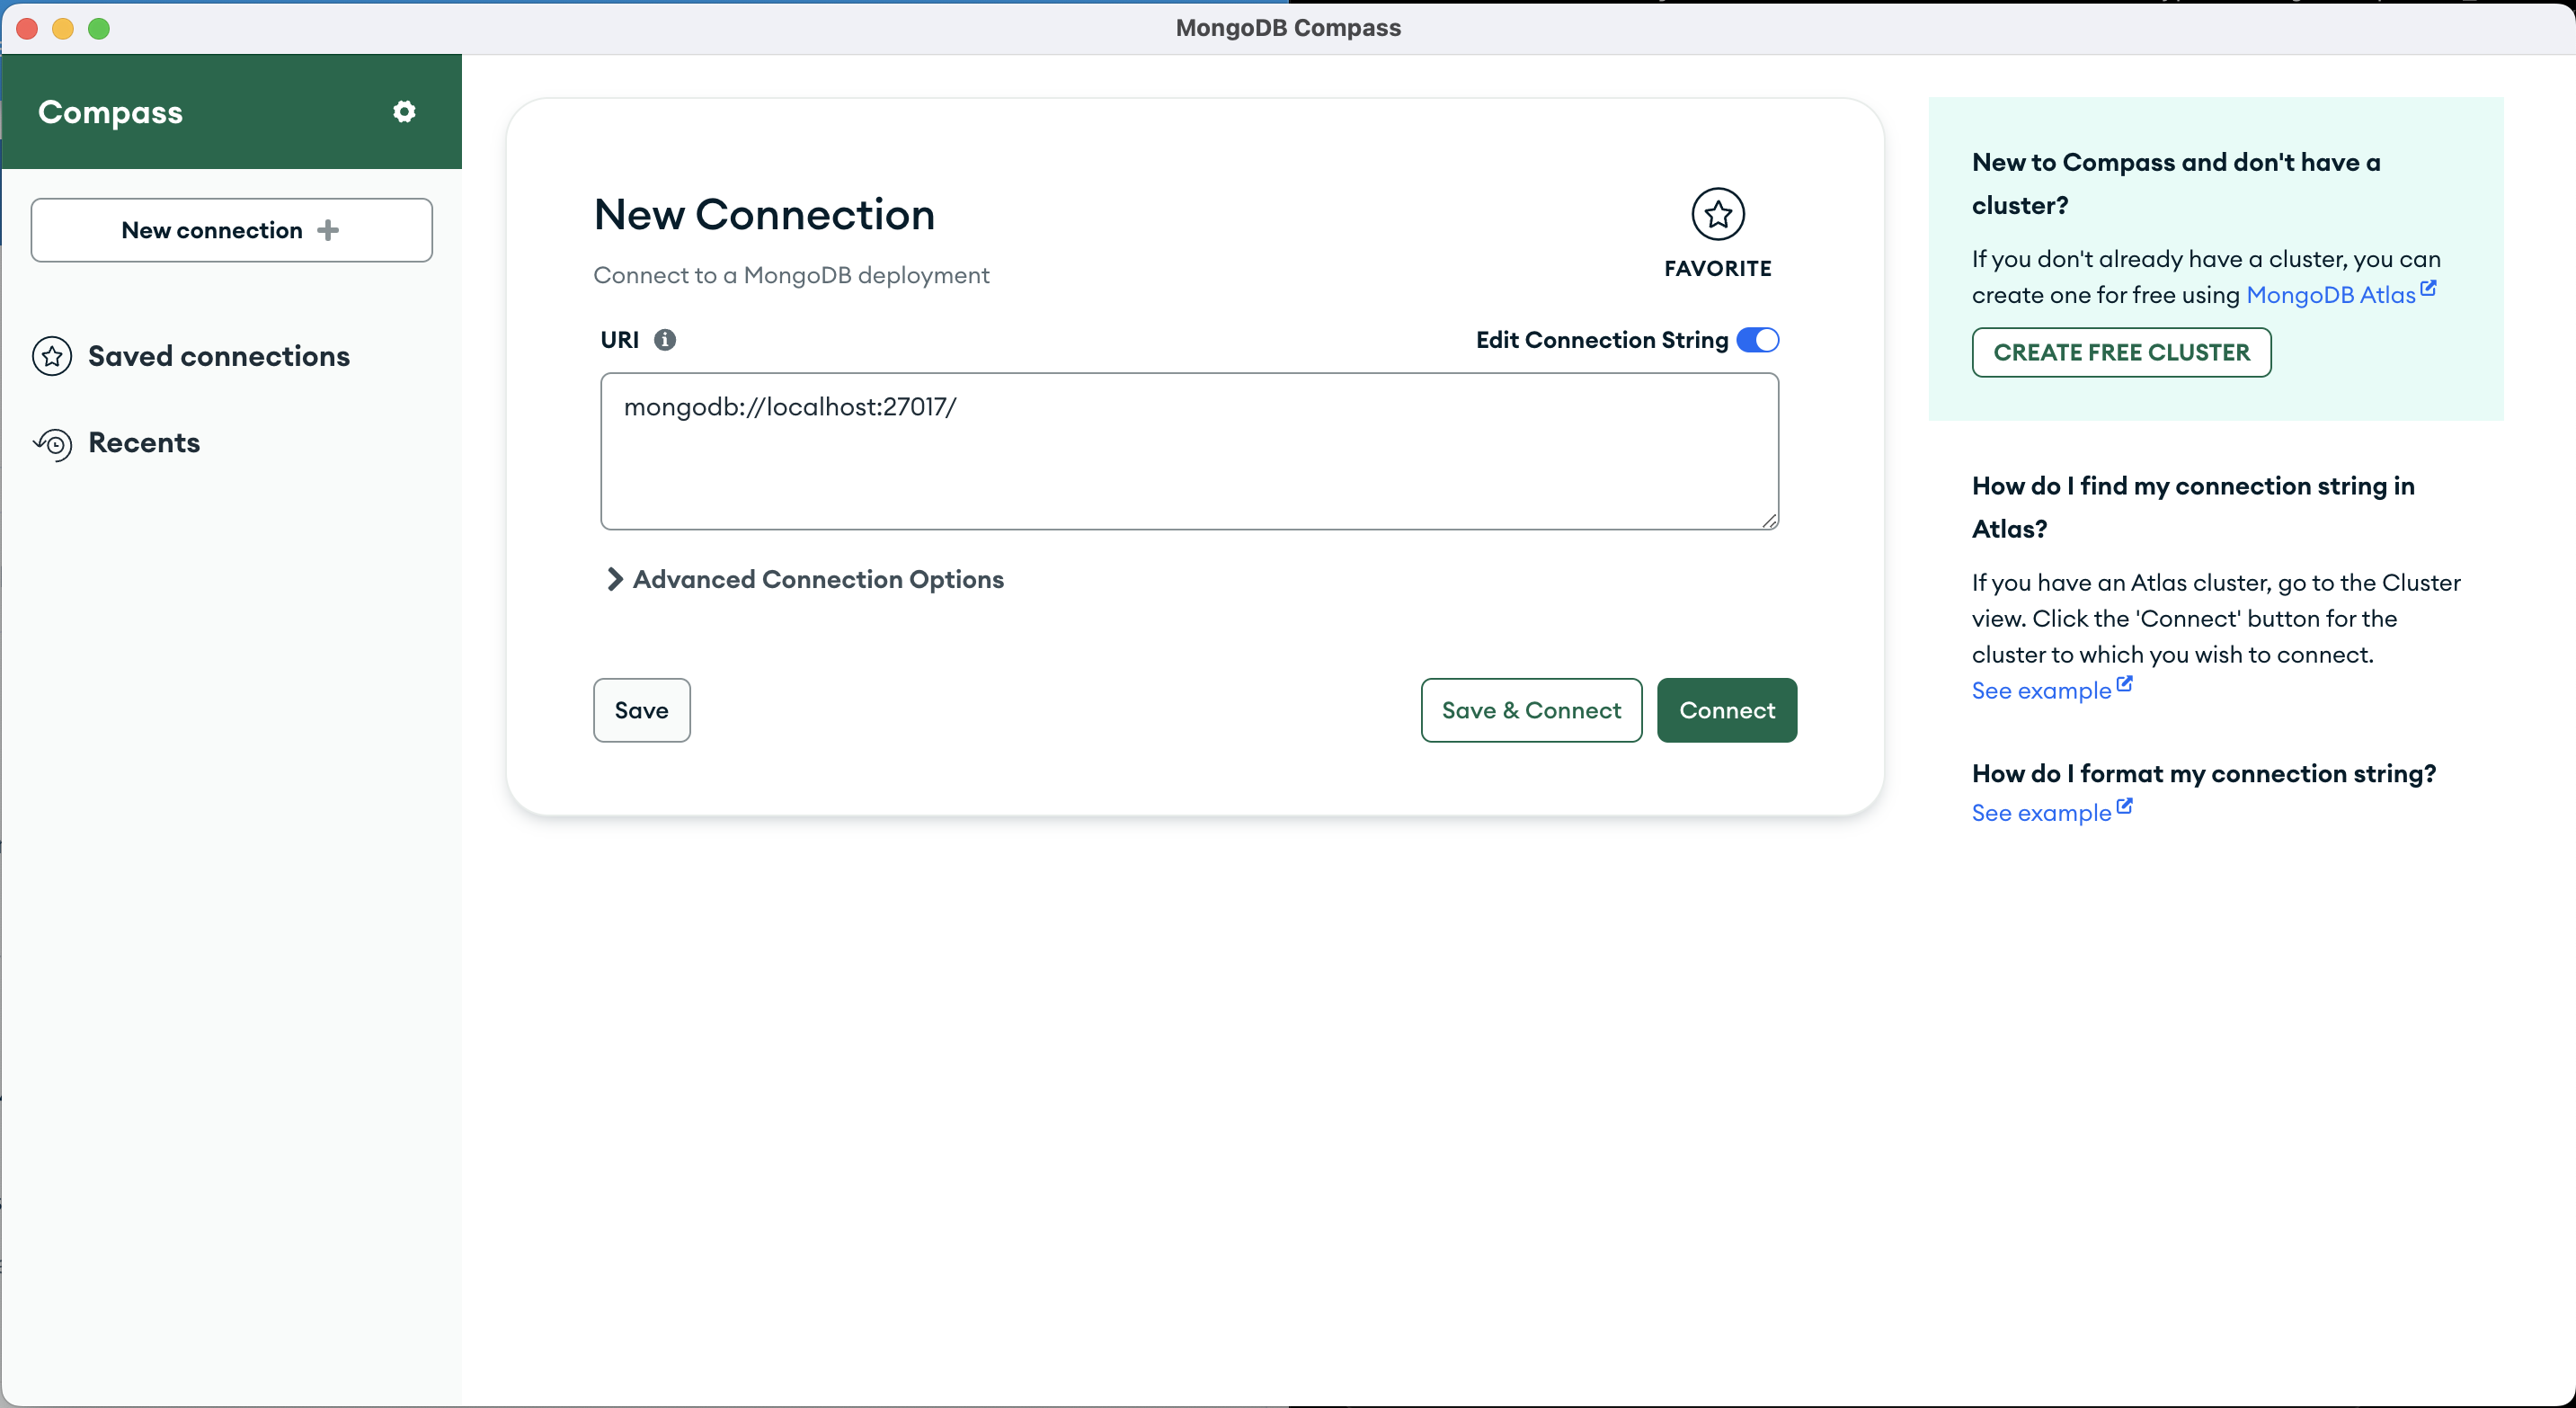 MongoDB Compass
Compass
New connection
Saved connections
Recents
New Connection
Connect to a MongoDB deployment
FAVORITE
URI
Edit Connection String
mongodb://localhost:27017/
Advanced Connection Options
Save
Save & Connect
Connect
New to Compass and don't have a
cluster?
If you don't already have a cluster, you can
create one for free using MongoDB Atlas
CREATE FREE CLUSTER
How do I find my connection string in
Atlas?
If you have an Atlas cluster, go to the Cluster
view. Click the 'Connect' button for the
cluster to which you wish to connect.
See example
How do I format my connection string?
See example